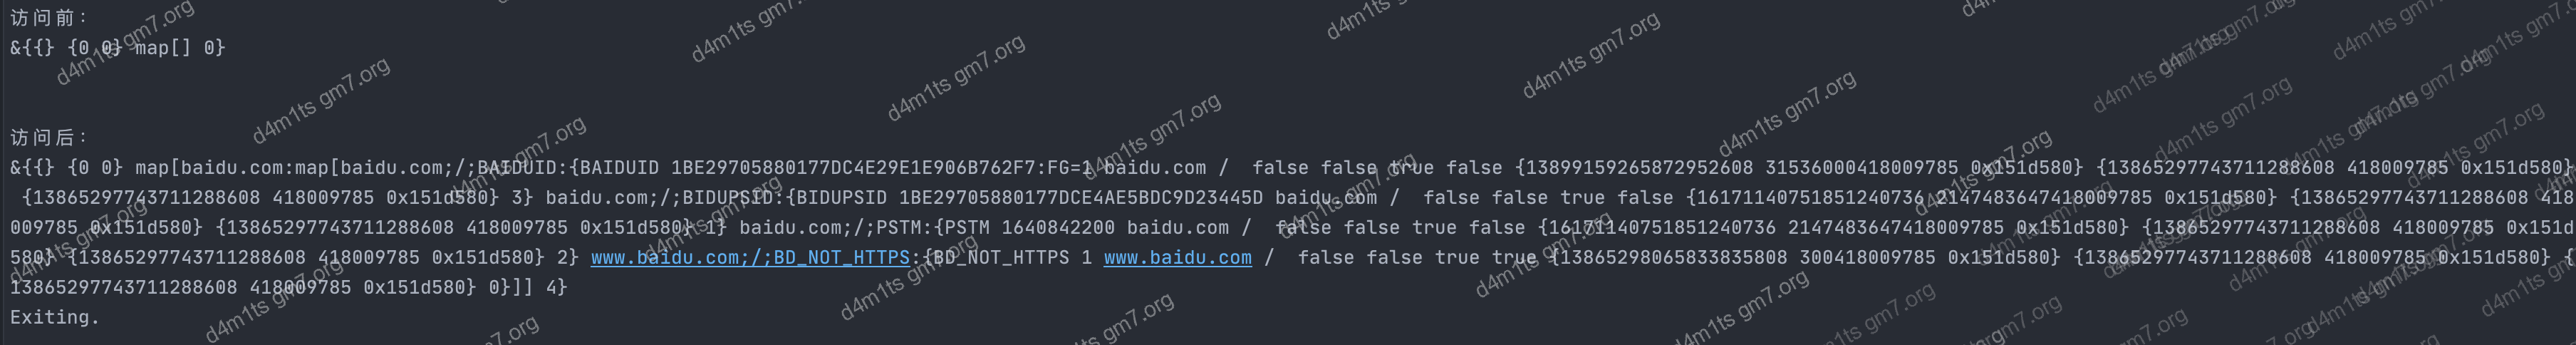 访问前：
&{{} {0 0} map[] 0}
访问后：
&{{} {0 0} map[baidu.com:map[baidu.com;/;BAIDUID:{BAIDUID 1BE29705880177DC4E29E1E906B762F7:FG=1 baidu.com /  false false true false {13899159265872952608 315360000418009785 0x151d580} {13865297743711288608 418009785 0x151d580}
{13865297743711288608 418009785 0x151d580} 3} baidu.com;/;BIDUPSID:{BIDUPSID 1BE29705880177DCE4AE5BDC9D23445D baidu.com /  false false true false {16171140751851240736 2147483647418009785 0x151d580} {13865297743711288608 418
009785 0x151d580} {13865297743711288608 418009785 0x151d580} 1} baidu.com;/;PSTM:{PSTM 1640842200 baidu.com /  false false true false {16171140751851240736 2147483647418009785 0x151d580} {13865297743711288608 418009785 0x151d
580} {13865297743711288608 418009785 0x151d580} 2} www.baidu.com;/;BD_NOT_HTTPS:{BD_NOT_HTTPS 1 www.baidu.com /  false false true true {13865298065833835808 300418009785 0x151d580} {13865297743711288608 418009785 0x151d580} {
13865297743711288608 418009785 0x151d580} 0}]] 4}
Exiting.
d4m1ts gm7.org